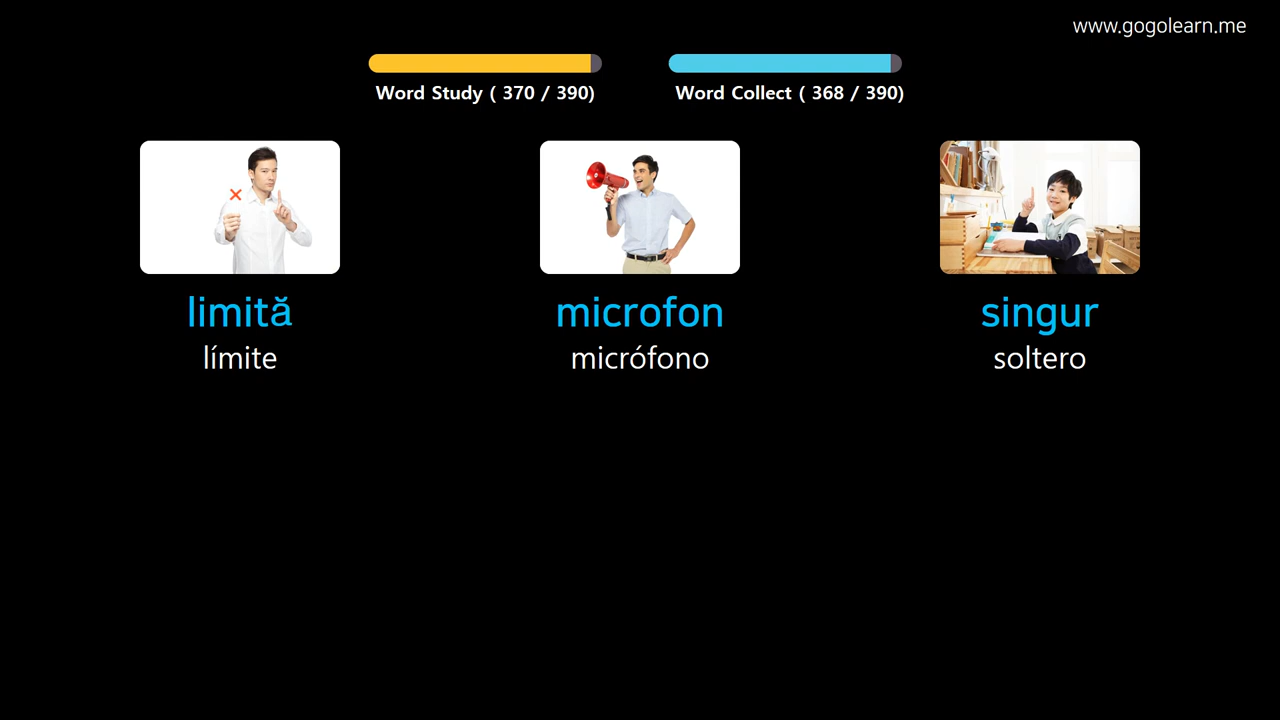 www.gogolearn.me
Word Study ( 370 / 390)
Word Collect ( 368 / 390)
limită
microfon
singur
límite
micrófono
soltero